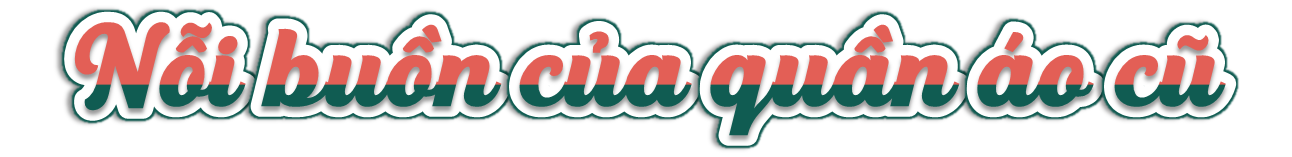 Nỗi buồn của quần áo cũ